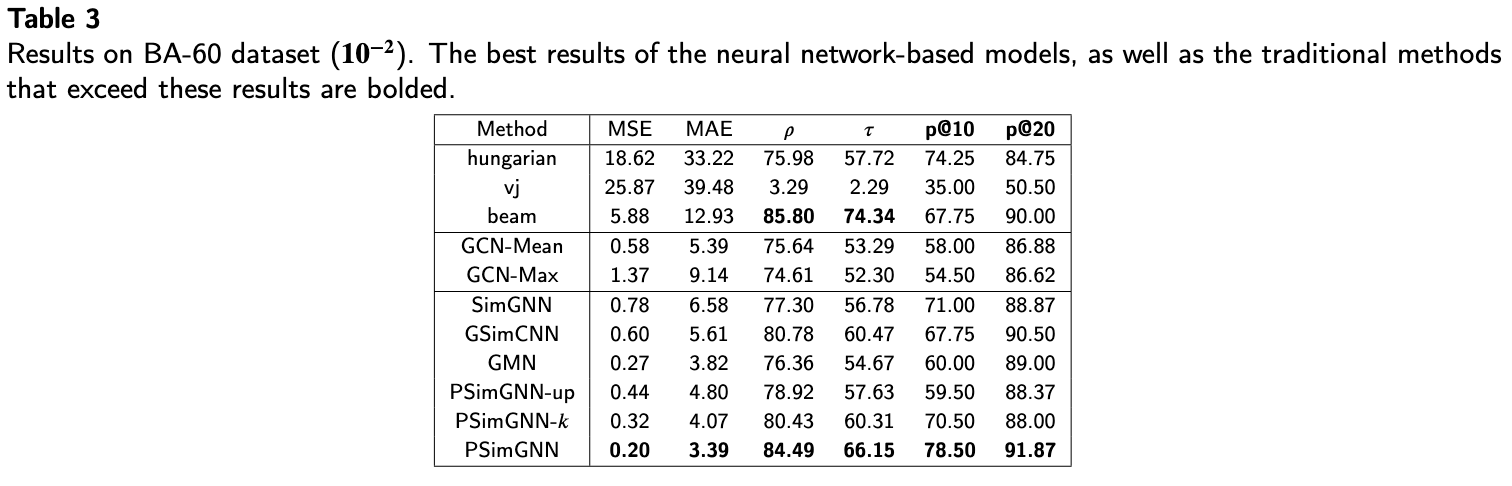 Table 3
Results on BA-60 dataset (10⁻²). The best results of the neural network-based models, as well as the traditional methods
that exceed these results are bolded.
Method MSE MAE ρ τ p@10 p@20
hungarian 18.62 33.22 75.98 57.72 74.25 84.75
vj 25.87 39.48 3.29 2.29 35.00 50.50
beam 5.88 12.93 85.80 74.34 67.75 90.00
GCN-Mean 0.58 5.39 75.64 53.29 58.00 86.88
GCN-Max 1.37 9.14 74.61 52.30 54.50 86.62
SimGNN 0.78 6.58 77.30 56.78 71.00 88.87
GSimCNN 0.60 5.61 80.78 60.47 67.75 90.50
GMN 0.27 3.82 76.36 54.67 60.00 89.00
PSimGNN-up 0.44 4.80 78.92 57.63 59.50 88.37
PSimGNN-k 0.32 4.07 80.43 60.31 70.50 88.00
PSimGNN 0.20 3.39 84.49 66.15 78.50 91.87